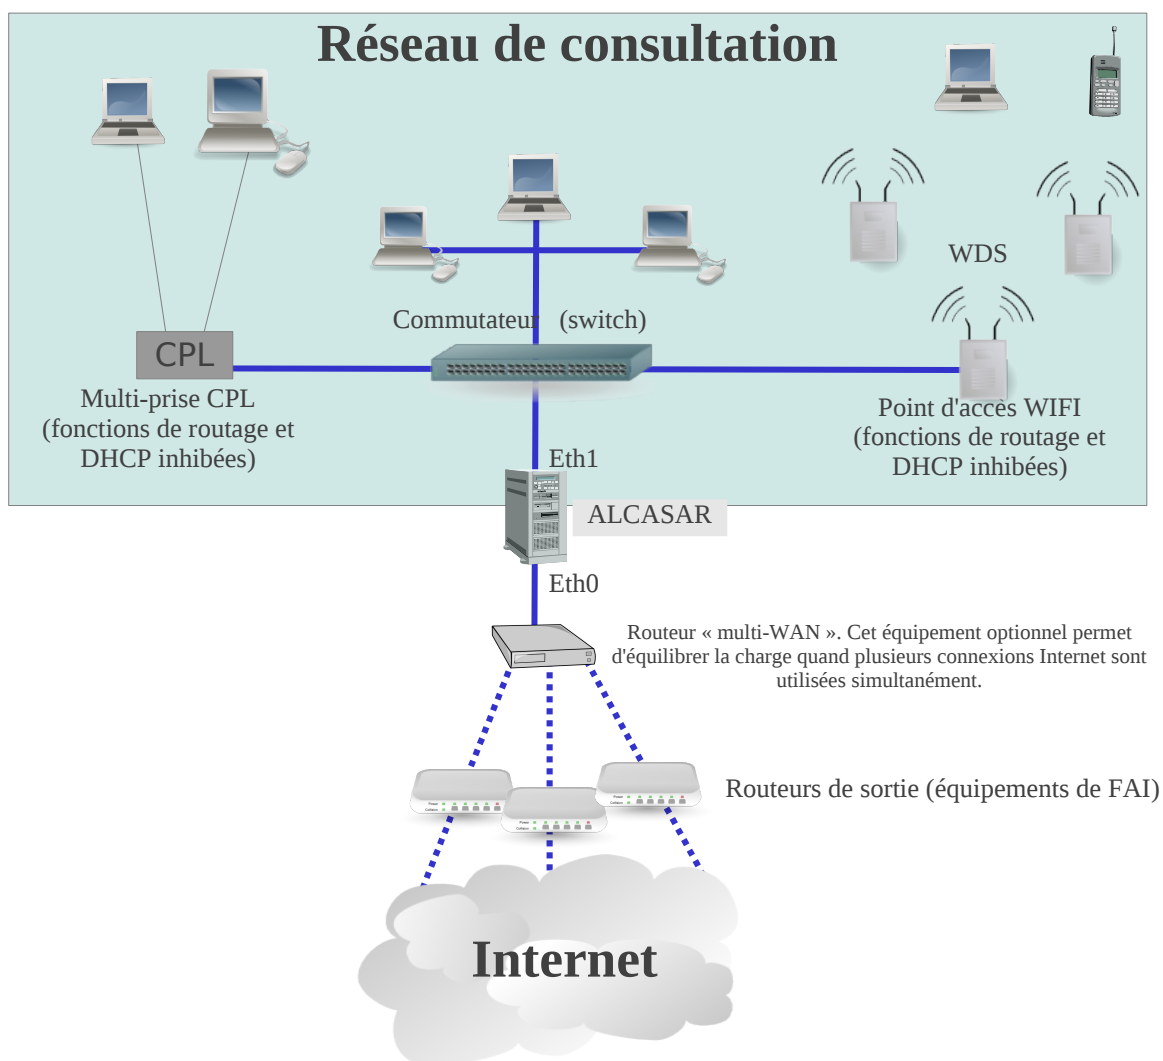 Réseau de consultation
WDS
Commutateur (switch)
CPL
Multi-prise CPL
(fonctions de routage et
DHCP inhibées)
Point d'accès WIFI
(fonctions de routage et
DHCP inhibées)
Eth1
ALCASAR
Eth0
Routeur « multi-WAN ». Cet équipement optionnel permet
d'équilibrer la charge quand plusieurs connexions Internet sont
utilisées simultanément.
Routeurs de sortie (équipements de FAI)
Internet